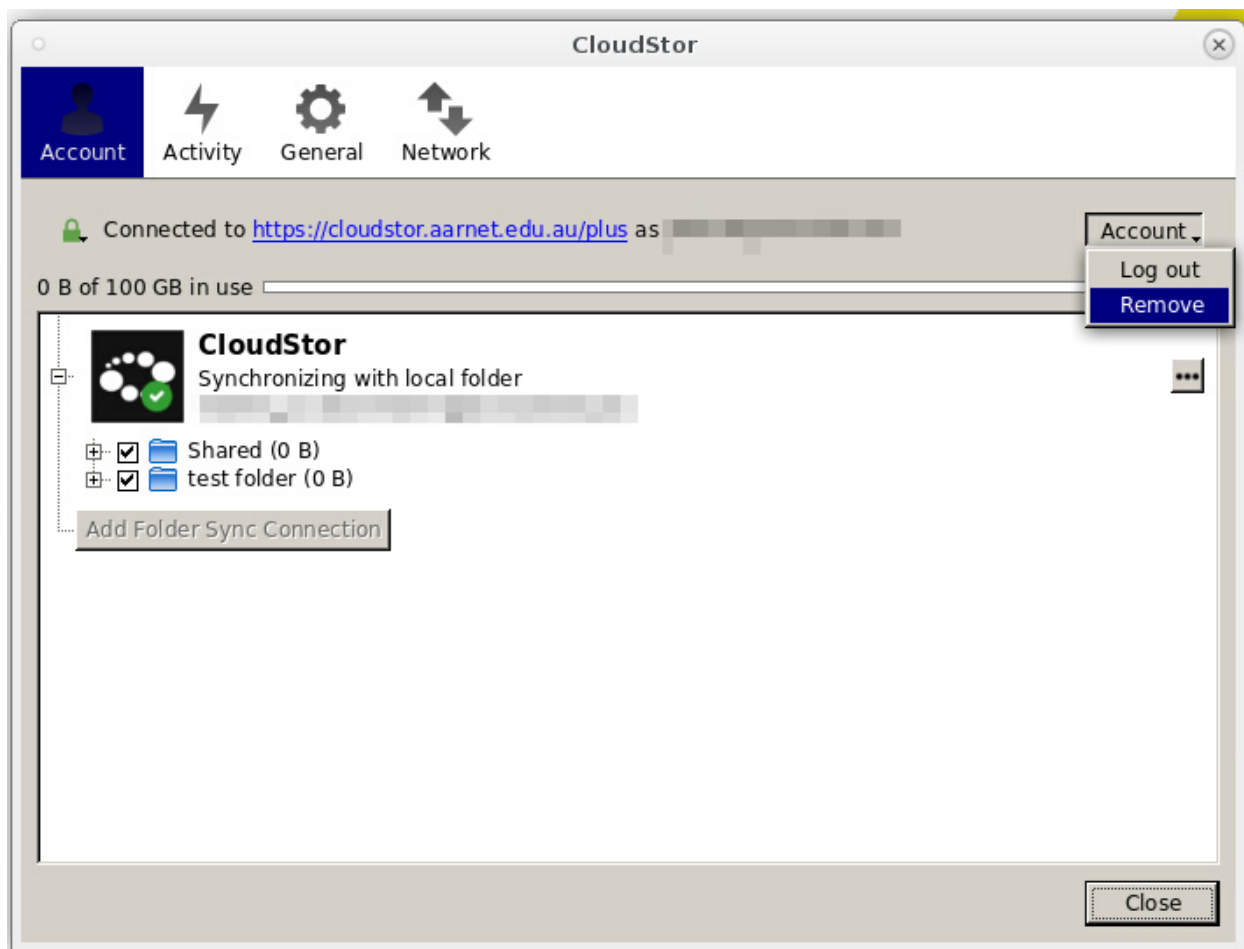 CloudStor
Account Activity General Network
Connected to https://cloudstor.aarnet.edu.au/plus as
Account
Log out
Remove
0 B of 100 GB in use
CloudStor
Synchronizing with local folder
Shared (0 B)
test folder (0 B)
Add Folder Sync Connection
Close